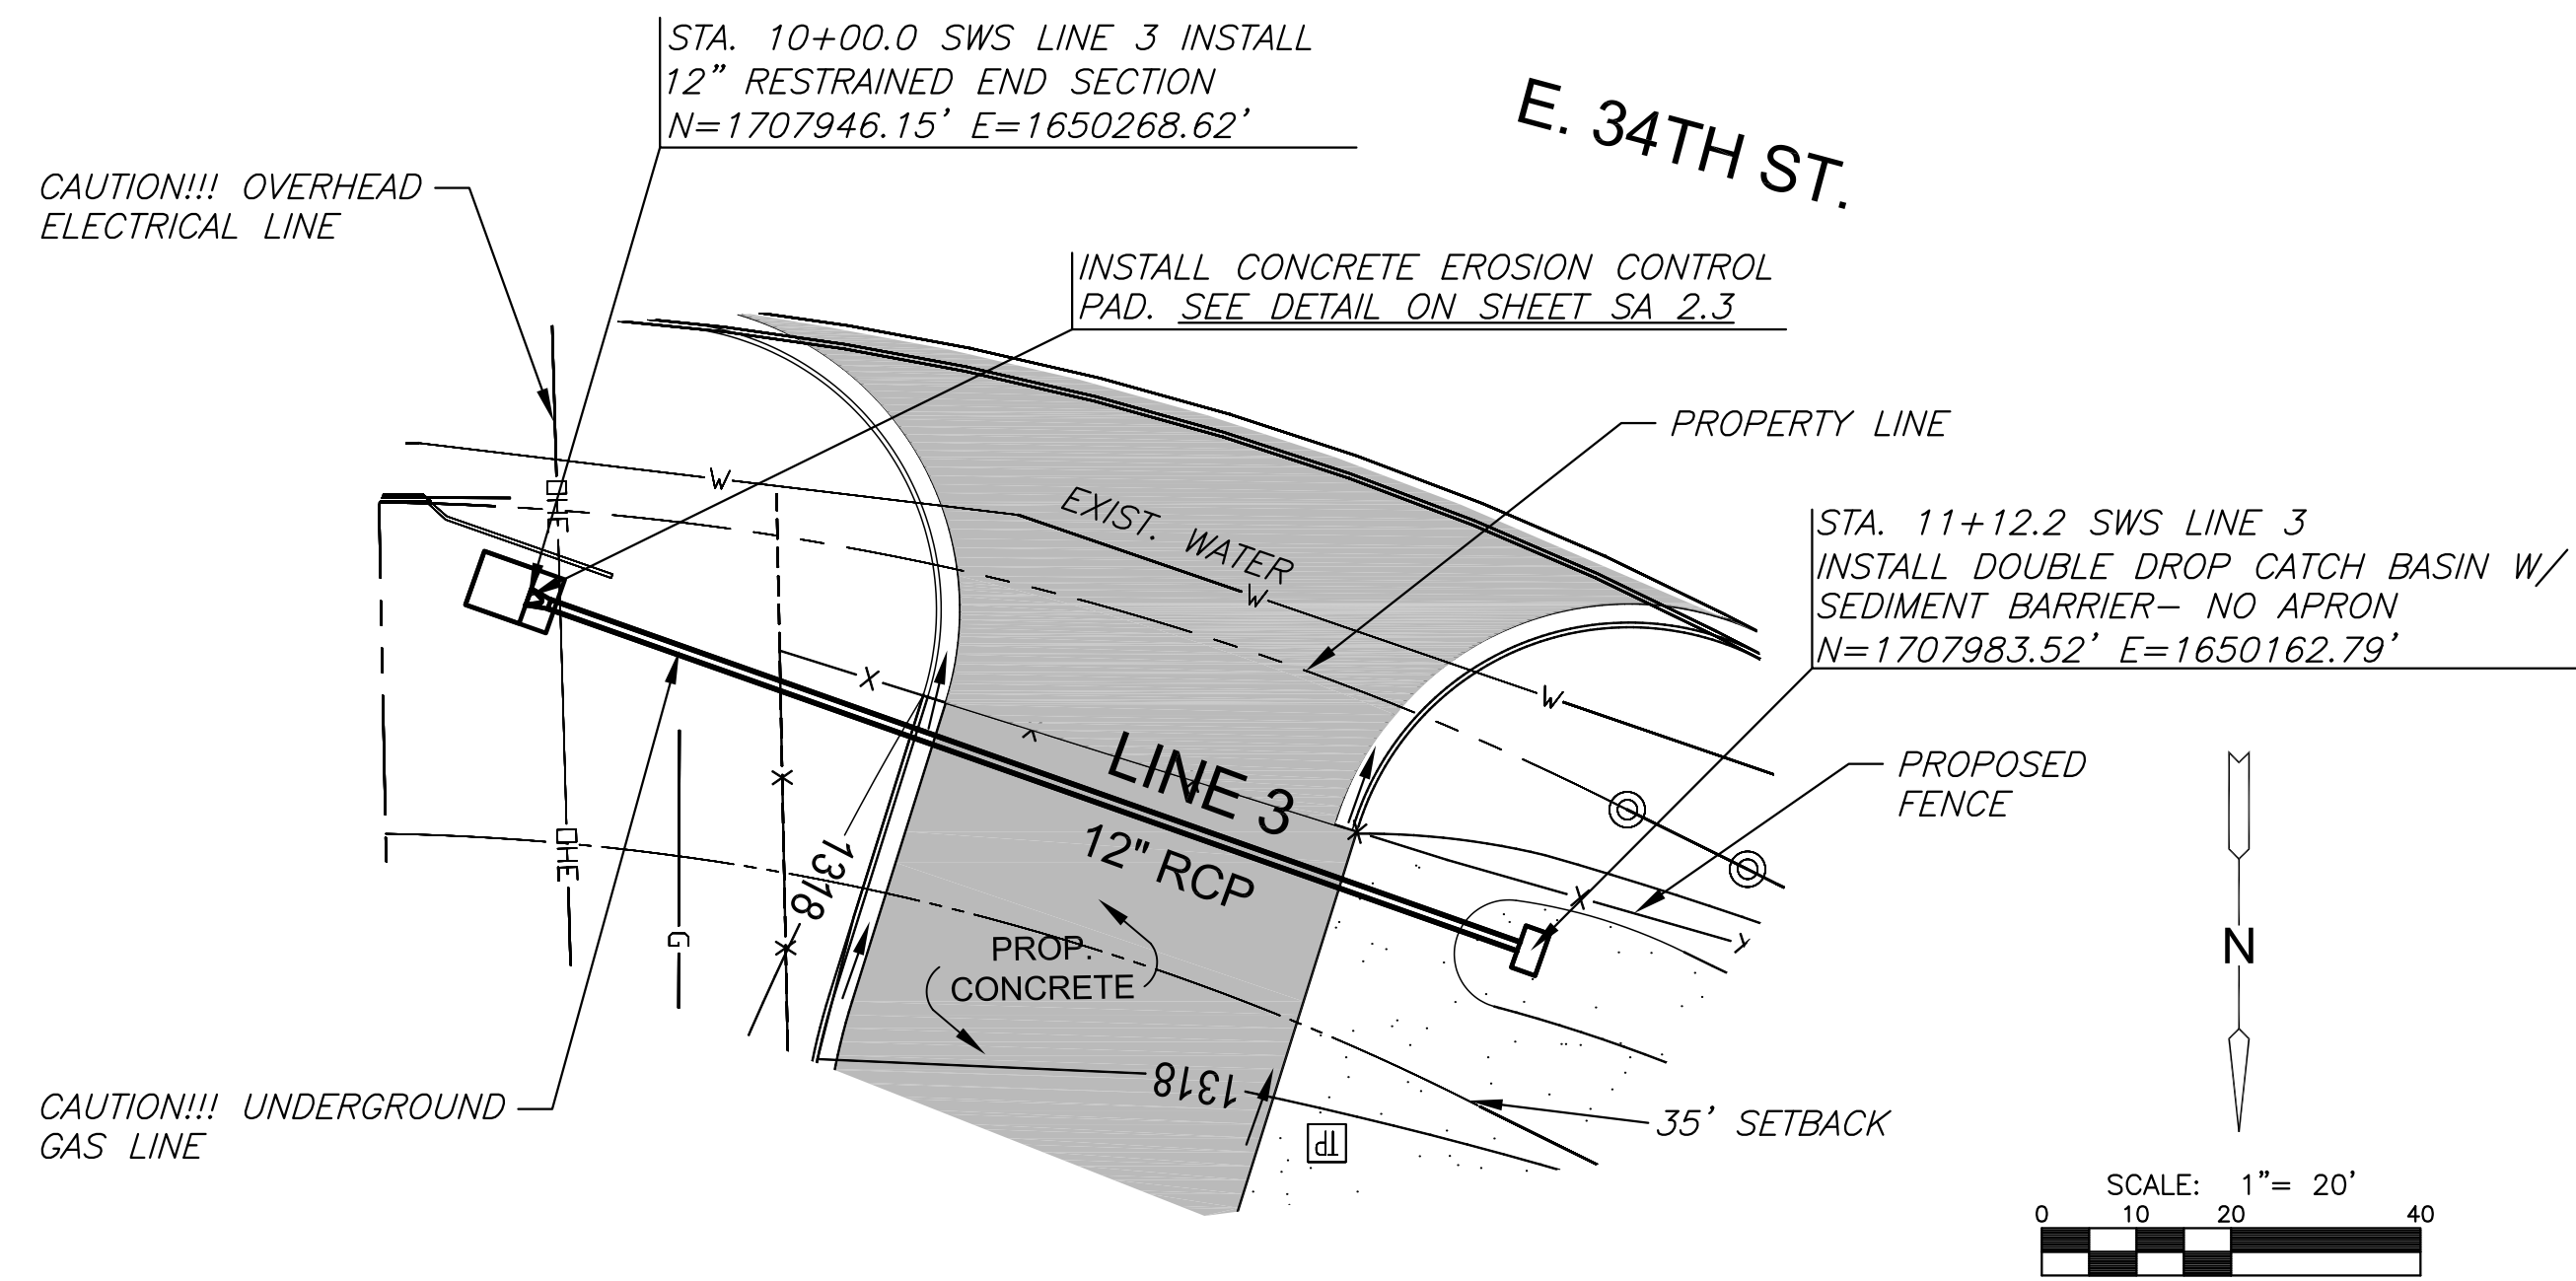 STA. 10+00.0 SWS LINE 3 INSTALL
12” RESTRAINED END SECTION
N=1707946.15’ E=1650268.62’
E. 34TH ST.
CAUTION!!! OVERHEAD
ELECTRICAL LINE
INSTALL CONCRETE EROSION CONTROL
PAD. SEE DETAIL ON SHEET SA 2.3
PROPERTY LINE
W
OHE
EXIST. WATER
W
STA. 11+12.2 SWS LINE 3
INSTALL DOUBLE DROP CATCH BASIN W/
SEDIMENT BARRIER– NO APRON
N=1707983.52’ E=1650162.79’
X
W
LINE 3
12" RCP
PROPOSED
FENCE
X
X
OHE
1318
X
X
G
X
PROP.
CONCRETE
N
1318
CAUTION!!! UNDERGROUND
GAS LINE
35’ SETBACK
TP
SCALE: 1”= 20’
0 10 20 40